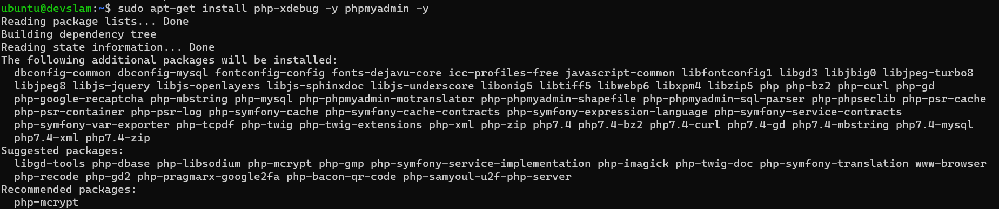 ubuntu@devslam:~$ sudo apt-get install php-xdebug -y phpmyadmin -y
Reading package lists... Done
Building dependency tree
Reading state information... Done
The following additional packages will be installed:
  dbconfig-common dbconfig-mysql fontconfig-config fonts-dejavu-core icc-profiles-free javascript-common libfontconfig1 libgd3 libjbig0 libjpeg-turbo8
  libjpeg8 libjs-jquery libjs-openlayers libjs-sphinxdoc libjs-underscore libonig5 libtiff5 libwebp6 libxpm4 libzip5 php php-bz2 php-curl php-gd
  php-google-recaptcha php-mbstring php-mysql php-phpmyadmin-motranslator php-phpmyadmin-shapefile php-phpmyadmin-sql-parser php-phpseclib php-psr-cache
  php-psr-container php-psr-log php-symfony-cache php-symfony-cache-contracts php-symfony-expression-language php-symfony-service-contracts
  php-symfony-var-exporter php-tcpdf php-twig php-twig-extensions php-xml php-zip php7.4 php7.4-bz2 php7.4-curl php7.4-gd php7.4-mbstring php7.4-mysql
  php7.4-xml php7.4-zip
Suggested packages:
  libgd-tools php-dbase php-libsodium php-mcrypt php-gmp php-symfony-service-implementation php-imagick php-twig-doc php-symfony-translation www-browser
  php-recode php-gd2 php-pragmarx-google2fa php-bacon-qr-code php-samyoul-u2f-php-server
Recommended packages:
  php-mcrypt